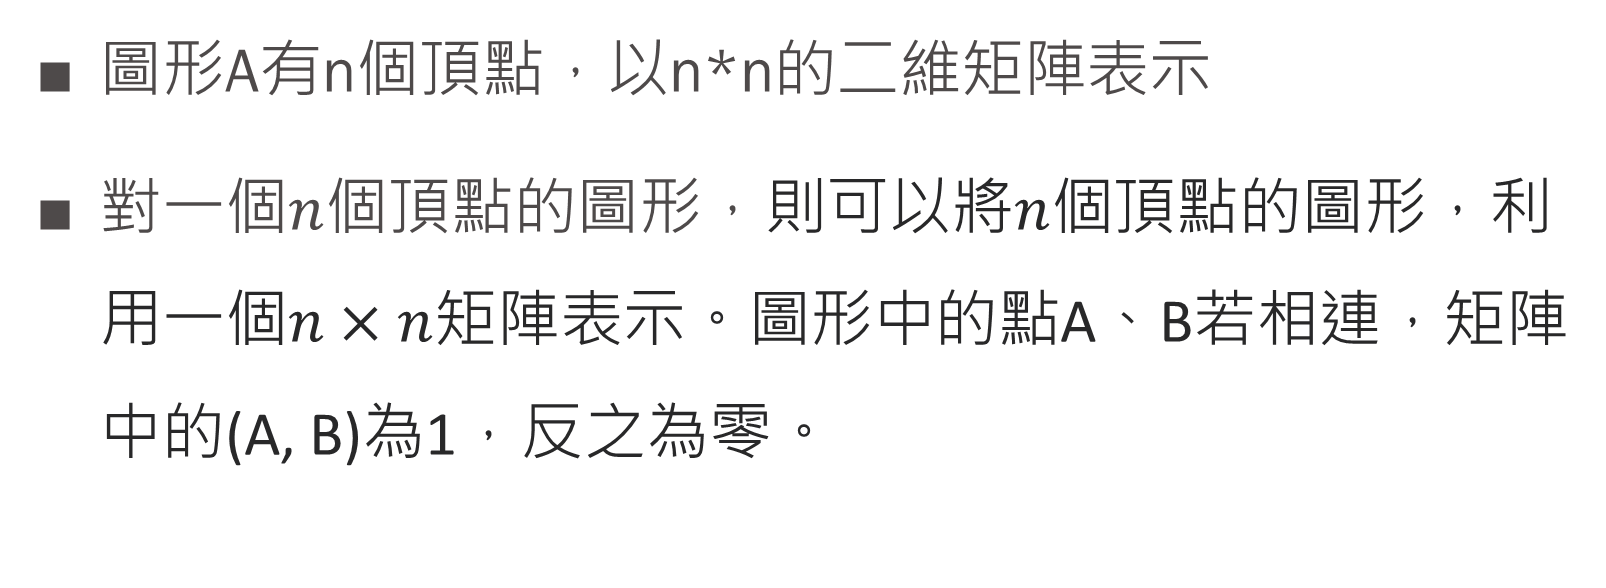 ■ 圖形A有n個頂點，以n*n的二維矩陣表示
■ 對一個n個頂點的圖形，則可以將n個頂點的圖形，利
用一個n × n矩陣表示。圖形中的點A、B若相連，矩陣
中的(A, B)為1，反之為零。